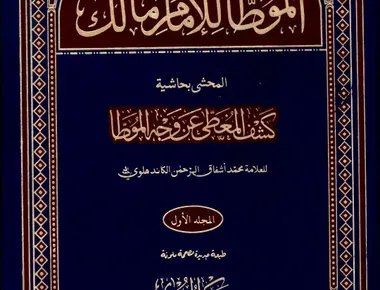 الموطأ للإمام مالك
المحشى بحاشية
كشف المغطى عن وجه الموطا
للعلامة محمد أشفاق الرحمن الكاندهلوي
المجلد الأول
طبعة جديدة مصححة ملونة